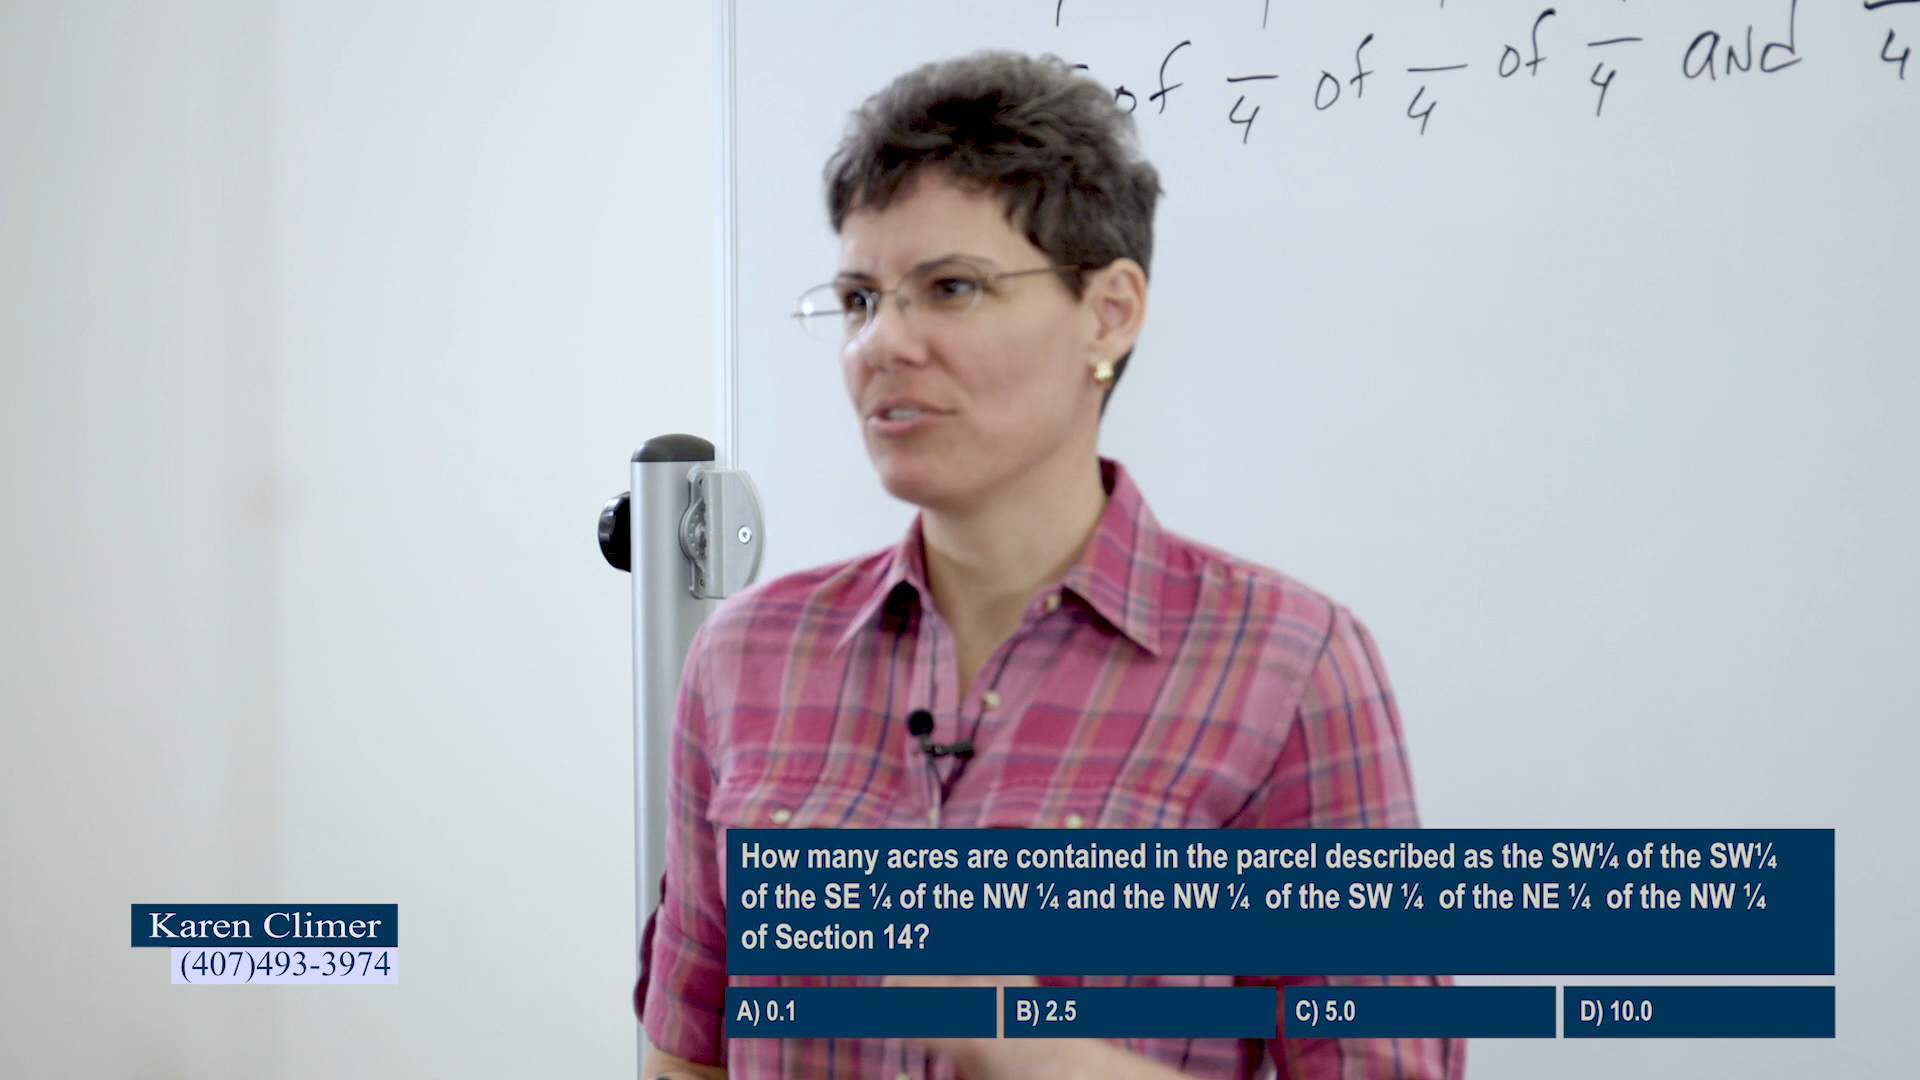 of 4 of 4 of 4 and 4
How many acres are contained in the parcel described as the SW¼ of the SW¼
of the SE ¼ of the NW ¼ and the NW ¼ of the SW ¼ of the NE ¼ of the NW ¼
of Section 14?
Karen Climer
(407)493-3974
A) 0.1
B) 2.5
C) 5.0
D) 10.0